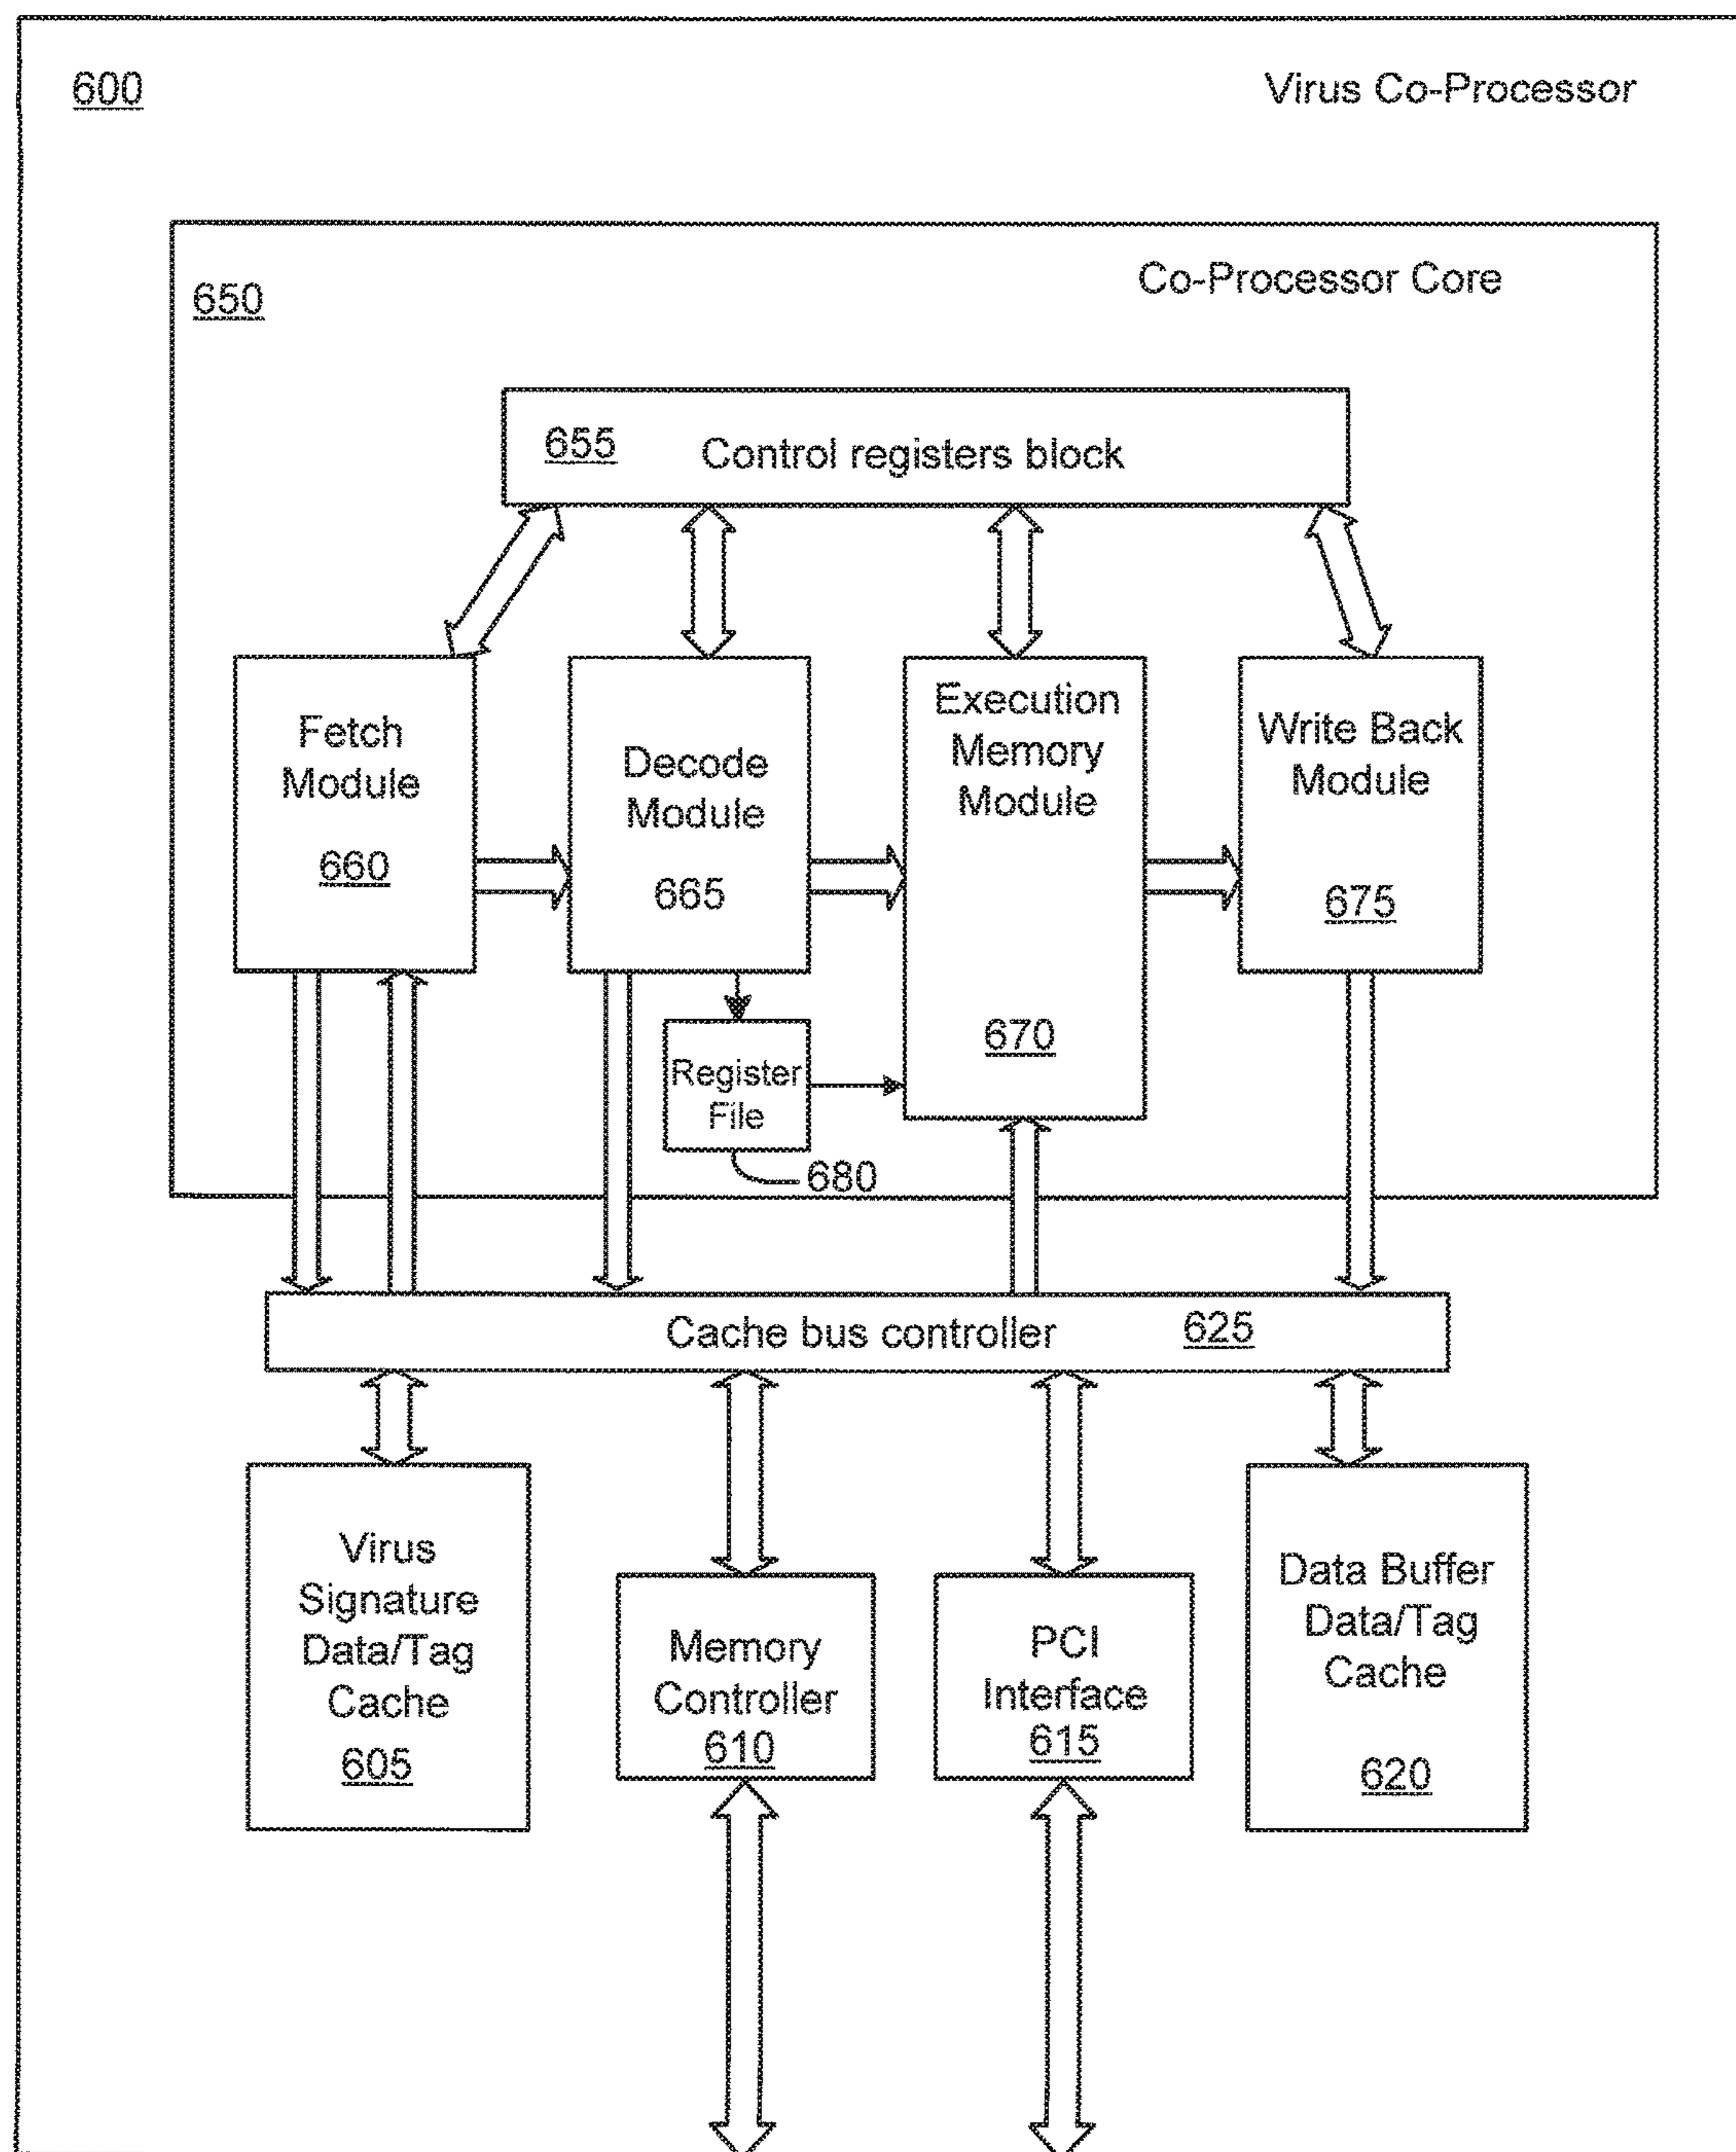 600
Virus Co-Processor
650
Co-Processor Core
655
Control registers block
Fetch
Module
660
Decode
Module
665
Execution
Memory
Module
670
Write Back
Module
675
Register
File
680
Cache bus controller
625
Virus
Signature
Data/Tag
Cache
605
Memory
Controller
610
PCI
Interface
615
Data Buffer
Data/Tag
Cache
620